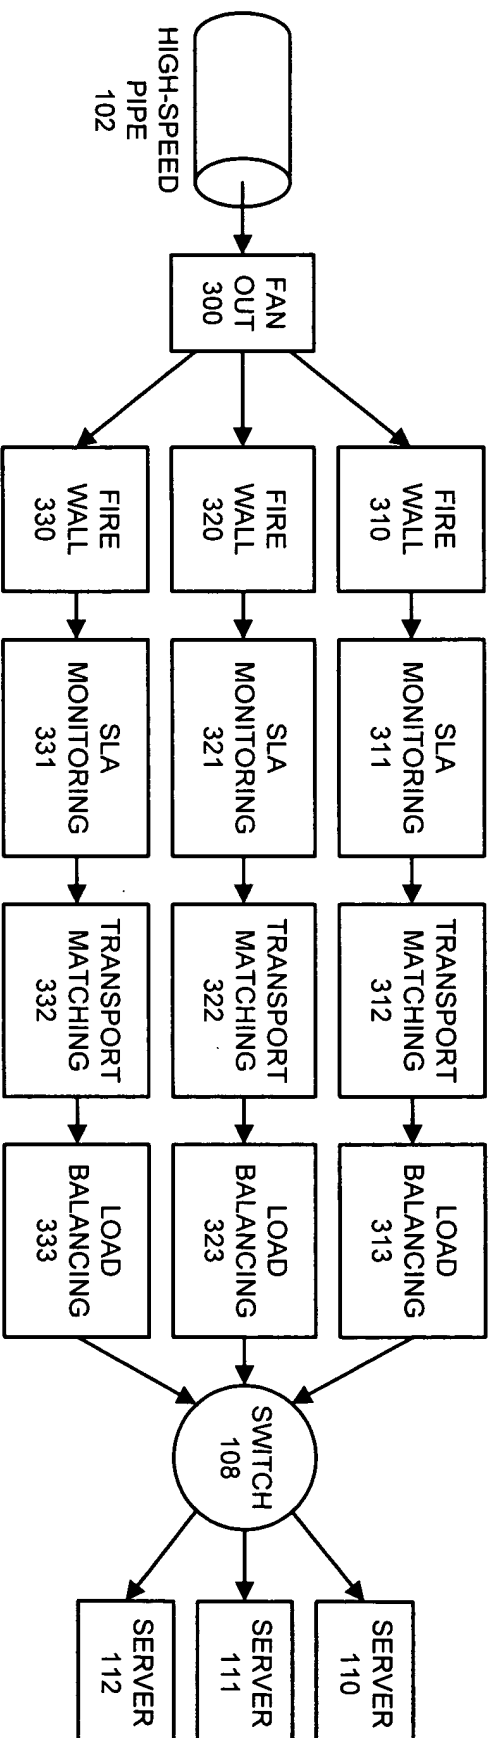 HIGH-SPEED
PIPE
102
FAN
OUT
300
FIRE
WALL
310
SLA
MONITORING
311
TRANSPORT
MATCHING
312
LOAD
BALANCING
313
FIRE
WALL
320
SLA
MONITORING
321
TRANSPORT
MATCHING
322
LOAD
BALANCING
323
FIRE
WALL
330
SLA
MONITORING
331
TRANSPORT
MATCHING
332
LOAD
BALANCING
333
SWITCH
108
SERVER
110
SERVER
111
SERVER
112